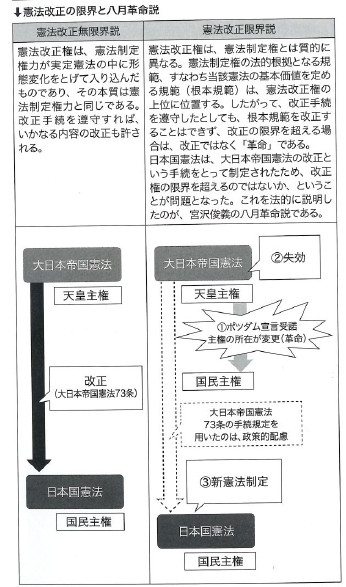 ↓憲法改正の限界と八月革命説
憲法改正無限界説
憲法改正権は、憲法制定
権力が実定憲法の中に形
態変化をとげて入り込んだ
ものであり、その本質は憲
法制定権力と同じである。
改正手続を遵守すれば、
いかなる内容の改正も許さ
れる。
大日本帝国憲法
天皇主権
改正
(大日本帝国憲法73条)
日本国憲法
国民主権
憲法改正限界説
憲法改正権は、憲法制定権とは質的に
異なる。憲法制定権の法的根拠となる規
範、すなわち当該憲法の基本価値を定め
る規範(根本規範)は、憲法改正権の
上位に位置する。したがって、改正手続
を遵守したとしても、根本規範を改正す
ることはできず、改正の限界を超える場
合は、改正ではなく「革命」である。
日本国憲法は、大日本帝国憲法の改正と
いう手続をとって制定されたため、改正
権の限界を超えるのではないか、というこ
とが問題となった。これを法的に説明し
たのが、宮沢俊義の八月革命説である。
大日本帝国憲法
②失効
天皇主権
①ポツダム宣言受諾
主権の所在が変更(革命)
国民主権
大日本帝国憲法
73条の手続規定を
用いたのは、政策的配慮
③新憲法制定
日本国憲法
国民主権